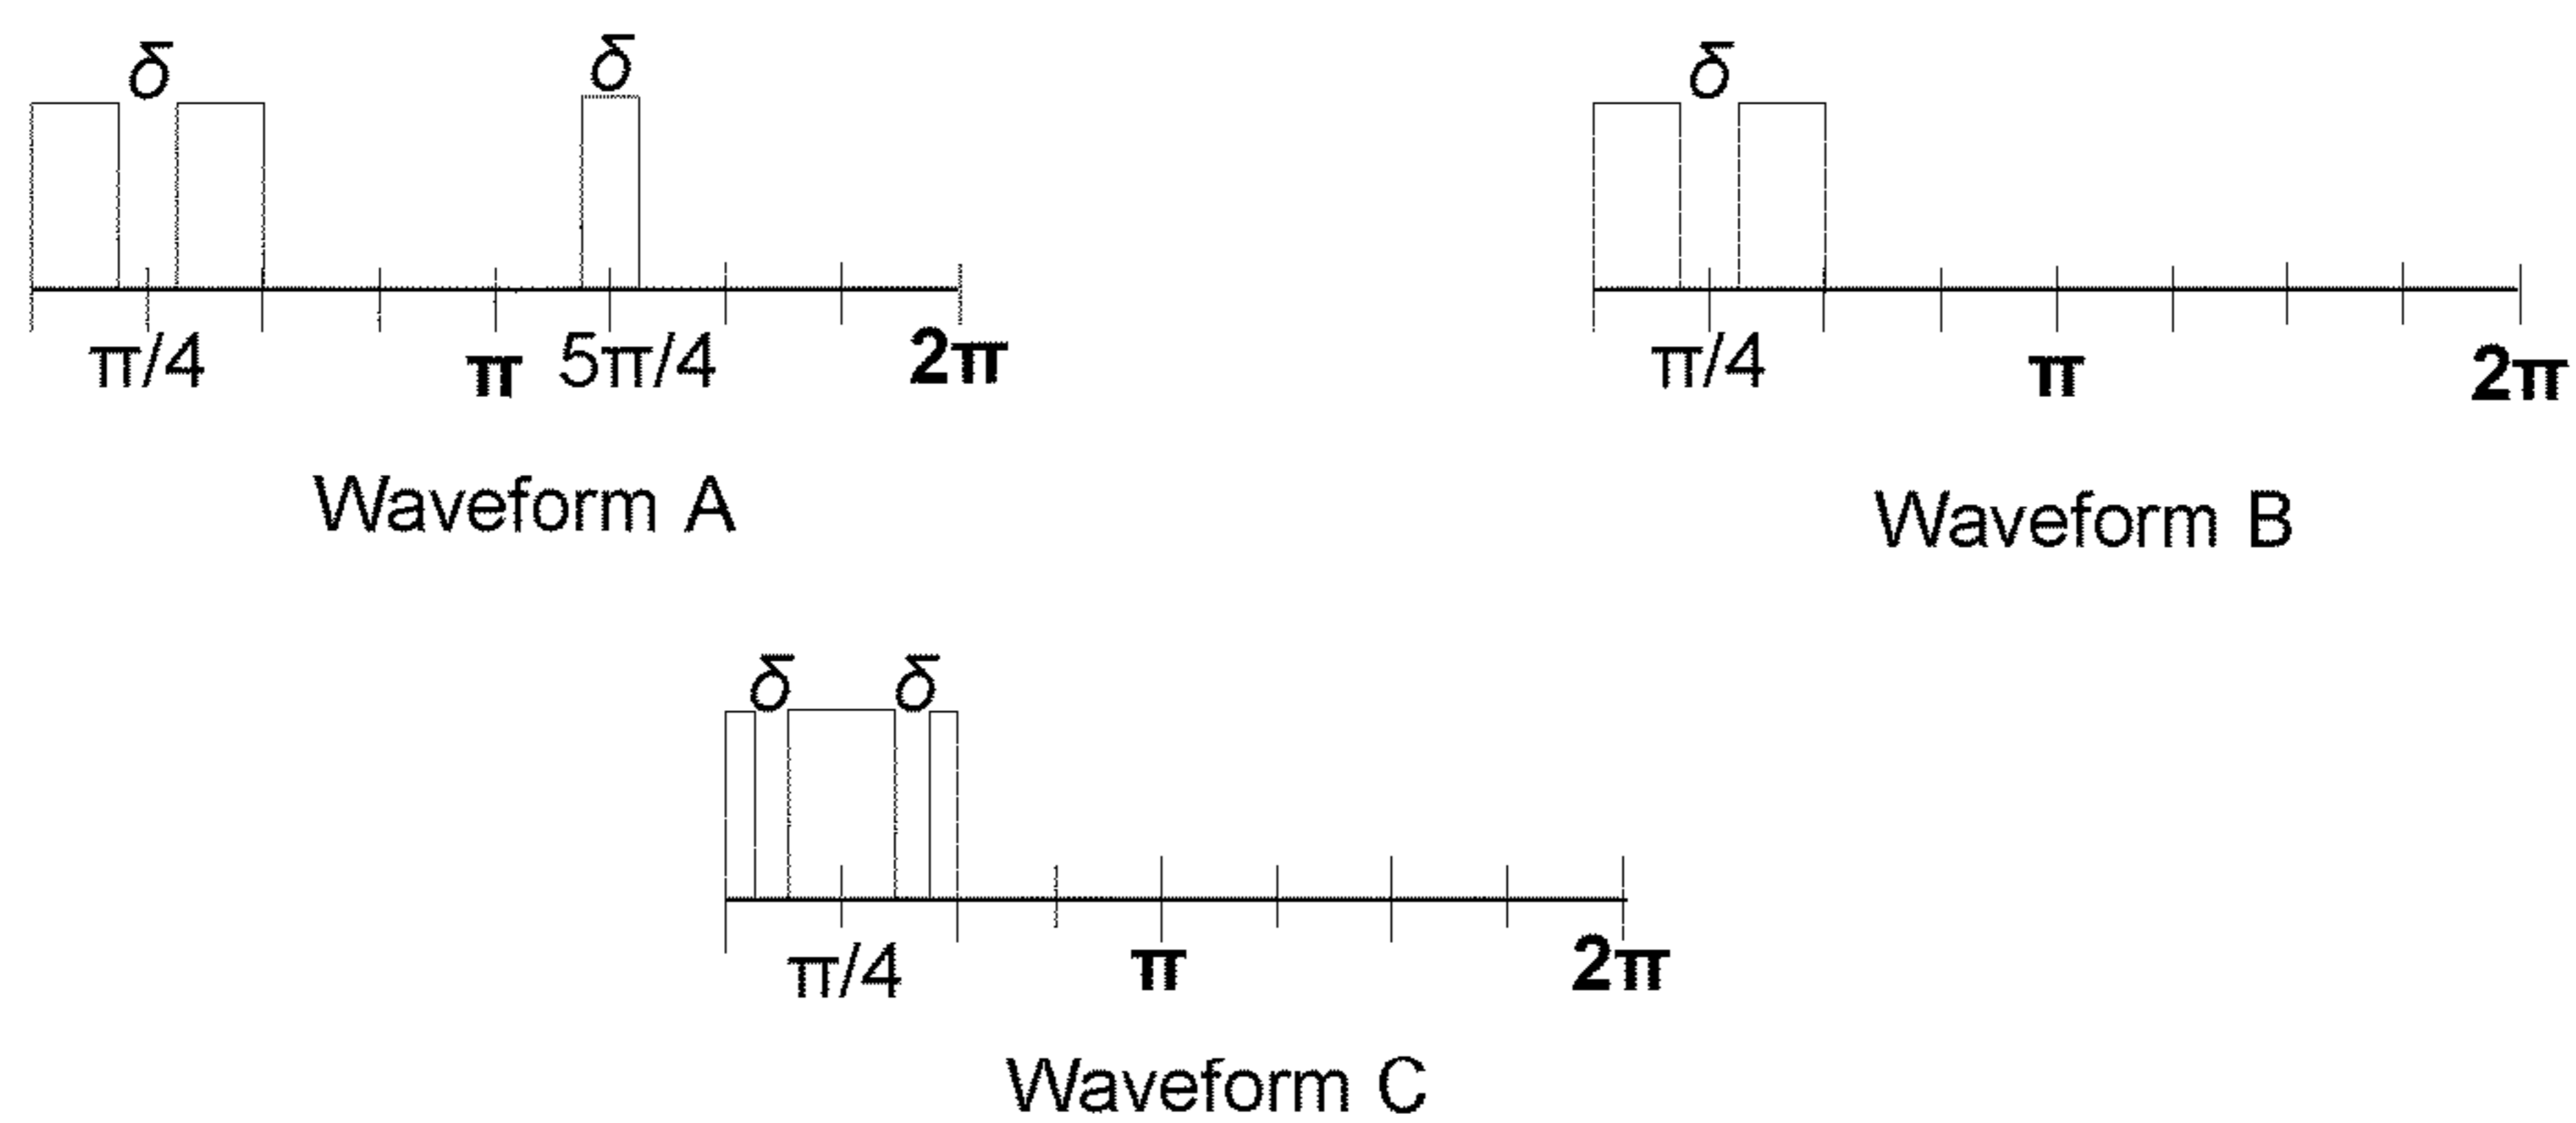 δ δ
π/4 π 5π/4 2π
Waveform A
δ
π/4 π 2π
Waveform B
δ δ
π/4 π 2π
Waveform C